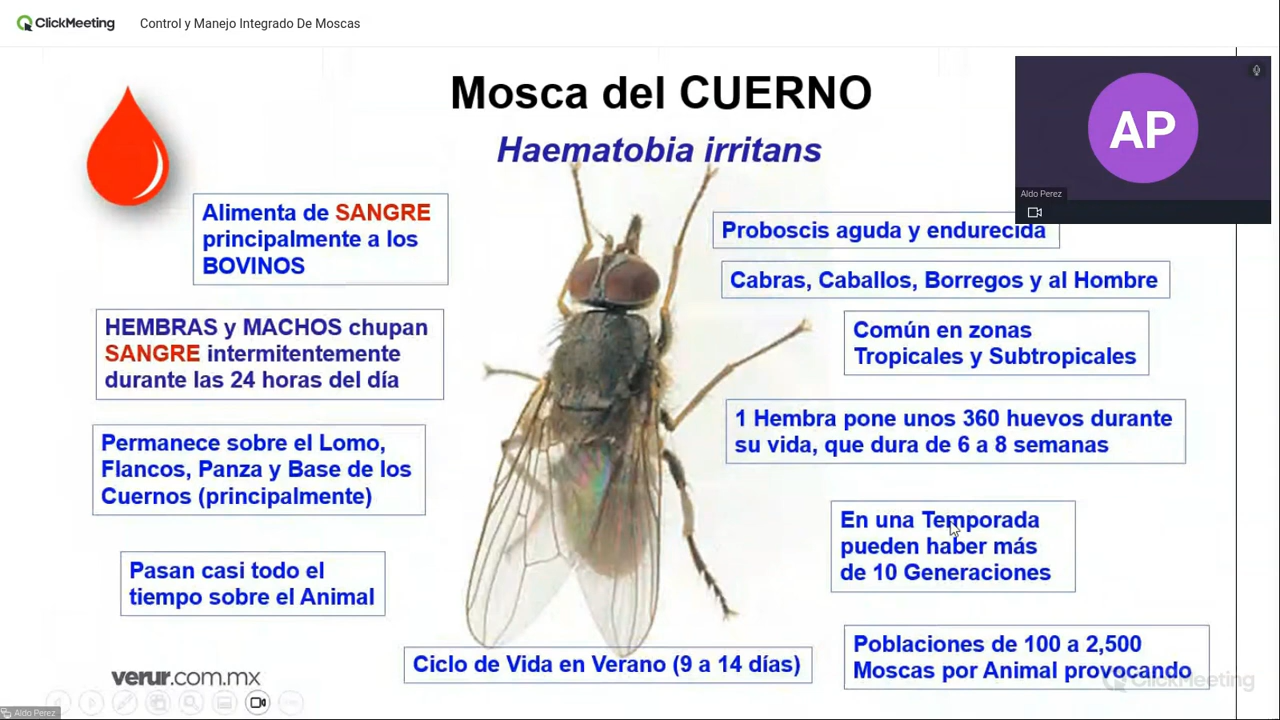 ClickMeeting
Control y Manejo Integrado De Moscas
Mosca del CUERNO
Haematobia irritans
AP
Aldo Perez
Alimenta de SANGRE
principalmente a los
BOVINOS
HEMBRAS y MACHOS chupan
SANGRE intermitentemente
durante las 24 horas del día
Permanece sobre el Lomo,
Flancos, Panza y Base de los
Cuernos (principalmente)
Pasan casi todo el
tiempo sobre el Animal
Proboscis aguda y endurecida
Cabras, Caballos, Borregos y al Hombre
Común en zonas
Tropicales y Subtropicales
1 Hembra pone unos 360 huevos durante
su vida, que dura de 6 a 8 semanas
En una Temporada
pueden haber más
de 10 Generaciones
Poblaciones de 100 a 2,500
Moscas por Animal provocando
Ciclo de Vida en Verano (9 a 14 días)
verur.com.mx
ClickMeeting
Aldo Perez